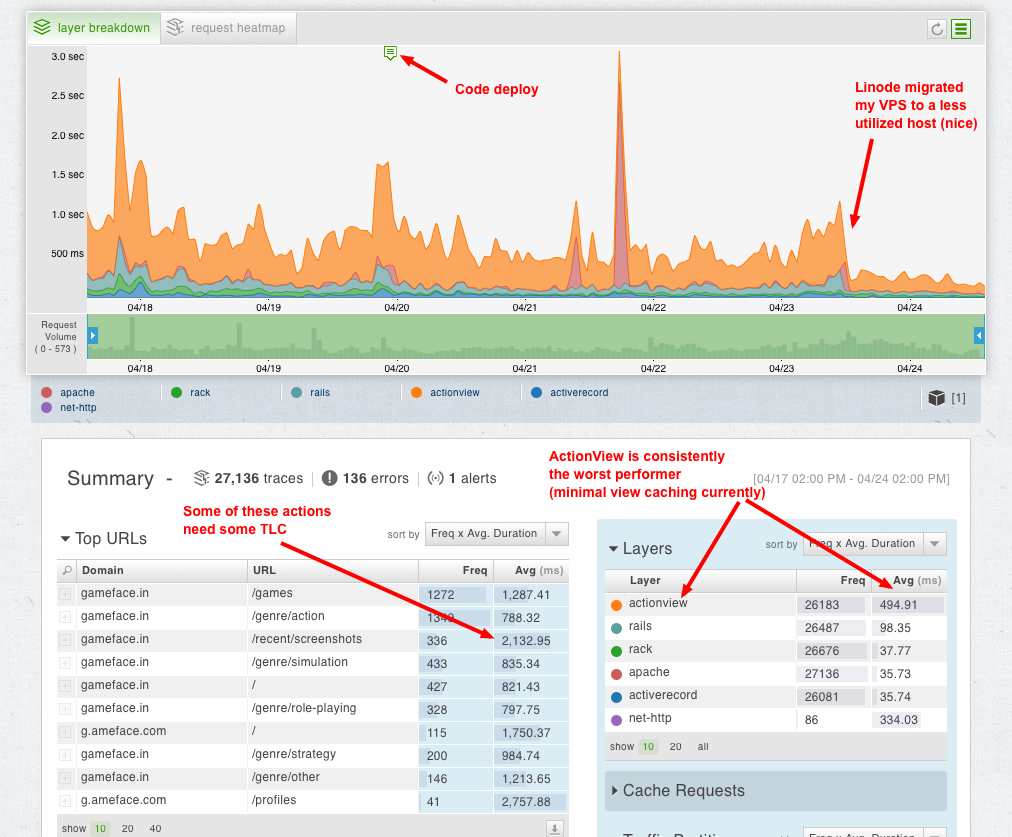 layer breakdown
request heatmap
3.0 sec
2.5 sec
2.0 sec
1.5 sec
1.0 sec
500 ms
Code deploy
Linode migrated
my VPS to a less
utilized host (nice)
04/18 04/19 04/20 04/21 04/22 04/23 04/24
Request
Volume
( 0 - 573 )
04/18 04/19 04/20 04/21 04/22 04/23 04/24
apache rack rails actionview activerecord
net-http
[1]
Summary - 27,136 traces 136 errors 1 alerts
[04/17 02:00 PM - 04/24 02:00 PM]
ActionView is consistently
the worst performer
(minimal view caching currently)
Some of these actions
need some TLC
Top URLs sort by Freq x Avg. Duration
Domain URL Freq Avg (ms)
gameface.in /games 1272 1,287.41
gameface.in /genre/action 1340 788.32
gameface.in /recent/screenshots 336 2,132.95
gameface.in /genre/simulation 433 835.34
gameface.in / 427 821.43
gameface.in /genre/role-playing 328 797.75
g.ameface.com / 115 1,750.37
gameface.in /genre/strategy 200 984.74
gameface.in /genre/other 146 1,213.65
g.ameface.com /profiles 41 2,757.88
show 10 20 40
Layers sort by Freq x Avg. Duration
Layer Freq Avg (ms)
actionview 26183 494.91
rails 26487 98.35
rack 26676 37.77
apache 27136 35.73
activerecord 26081 35.74
net-http 86 334.03
show 10 20 all
Cache Requests